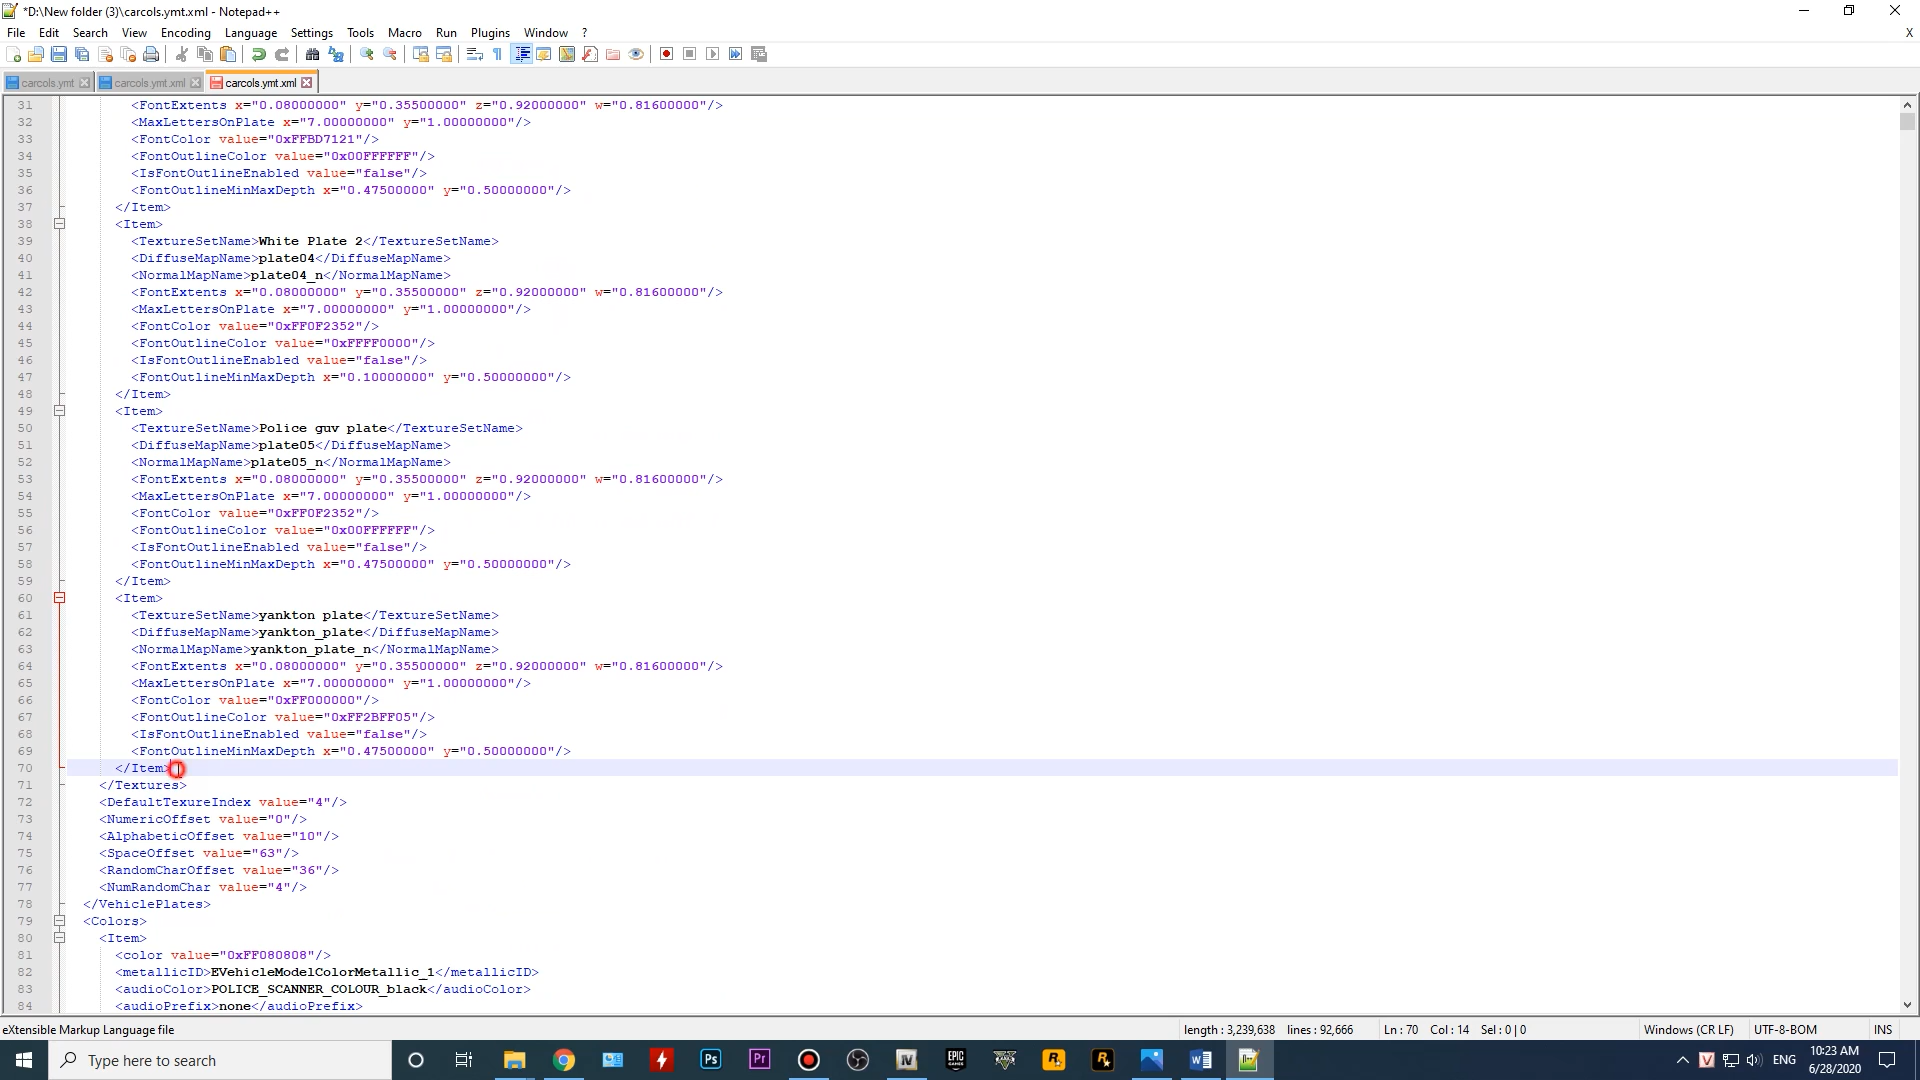 *D:\New folder (3)\carcols.ymt.xml - Notepad++
File Edit Search View Encoding Language Settings Tools Macro Run Plugins Window ? X
carcols.ymt carcols.ymt.xml carcols.ymt.xml
31 <FontExtents x="0.08000000" y="0.35500000" z="0.92000000" w="0.81600000"/>
32 <MaxLettersOnPlate x="7.00000000" y="1.00000000"/>
33 <FontColor value="0xFFBD7121"/>
34 <FontOutlineColor value="0x00FFFFFF"/>
35 <IsFontOutlineEnabled value="false"/>
36 <FontOutlineMinMaxDepth x="0.47500000" y="0.50000000"/>
37 </Item>
38 <Item>
39 <TextureSetName>White Plate 2</TextureSetName>
40 <DiffuseMapName>plate04</DiffuseMapName>
41 <NormalMapName>plate04_n</NormalMapName>
42 <FontExtents x="0.08000000" y="0.35500000" z="0.92000000" w="0.81600000"/>
43 <MaxLettersOnPlate x="7.00000000" y="1.00000000"/>
44 <FontColor value="0xFF0F2352"/>
45 <FontOutlineColor value="0xFFFF0000"/>
46 <IsFontOutlineEnabled value="false"/>
47 <FontOutlineMinMaxDepth x="0.10000000" y="0.50000000"/>
48 </Item>
49 <Item>
50 <TextureSetName>Police guv plate</TextureSetName>
51 <DiffuseMapName>plate05</DiffuseMapName>
52 <NormalMapName>plate05_n</NormalMapName>
53 <FontExtents x="0.08000000" y="0.35500000" z="0.92000000" w="0.81600000"/>
54 <MaxLettersOnPlate x="7.00000000" y="1.00000000"/>
55 <FontColor value="0xFF0F2352"/>
56 <FontOutlineColor value="0x00FFFFFF"/>
57 <IsFontOutlineEnabled value="false"/>
58 <FontOutlineMinMaxDepth x="0.47500000" y="0.50000000"/>
59 </Item>
60 <Item>
61 <TextureSetName>yankton plate</TextureSetName>
62 <DiffuseMapName>yankton_plate</DiffuseMapName>
63 <NormalMapName>yankton_plate_n</NormalMapName>
64 <FontExtents x="0.08000000" y="0.35500000" z="0.92000000" w="0.81600000"/>
65 <MaxLettersOnPlate x="7.00000000" y="1.00000000"/>
66 <FontColor value="0xFF000000"/>
67 <FontOutlineColor value="0xFF2BFF05"/>
68 <IsFontOutlineEnabled value="false"/>
69 <FontOutlineMinMaxDepth x="0.47500000" y="0.50000000"/>
70 </Item>
71 </Textures>
72 <DefaultTexureIndex value="4"/>
73 <NumericOffset value="0"/>
74 <AlphabeticOffset value="10"/>
75 <SpaceOffset value="63"/>
76 <RandomCharOffset value="36"/>
77 <NumRandomChar value="4"/>
78 </VehiclePlates>
79 <Colors>
80 <Item>
81 <color value="0xFF080808"/>
82 <metallicID>EVehicleModelColorMetallic_1</metallicID>
83 <audioColor>POLICE_SCANNER_COLOUR_black</audioColor>
84 <audioPrefix>none</audioPrefix>
eXtensible Markup Language file length : 3,239,638 lines : 92,666 Ln : 70 Col : 14 Sel : 0 | 0 Windows (CR LF) UTF-8-BOM INS
Type here to search Ps Pr IV EPIC GAMES V R R W V ENG 10:23 AM
6/28/2020